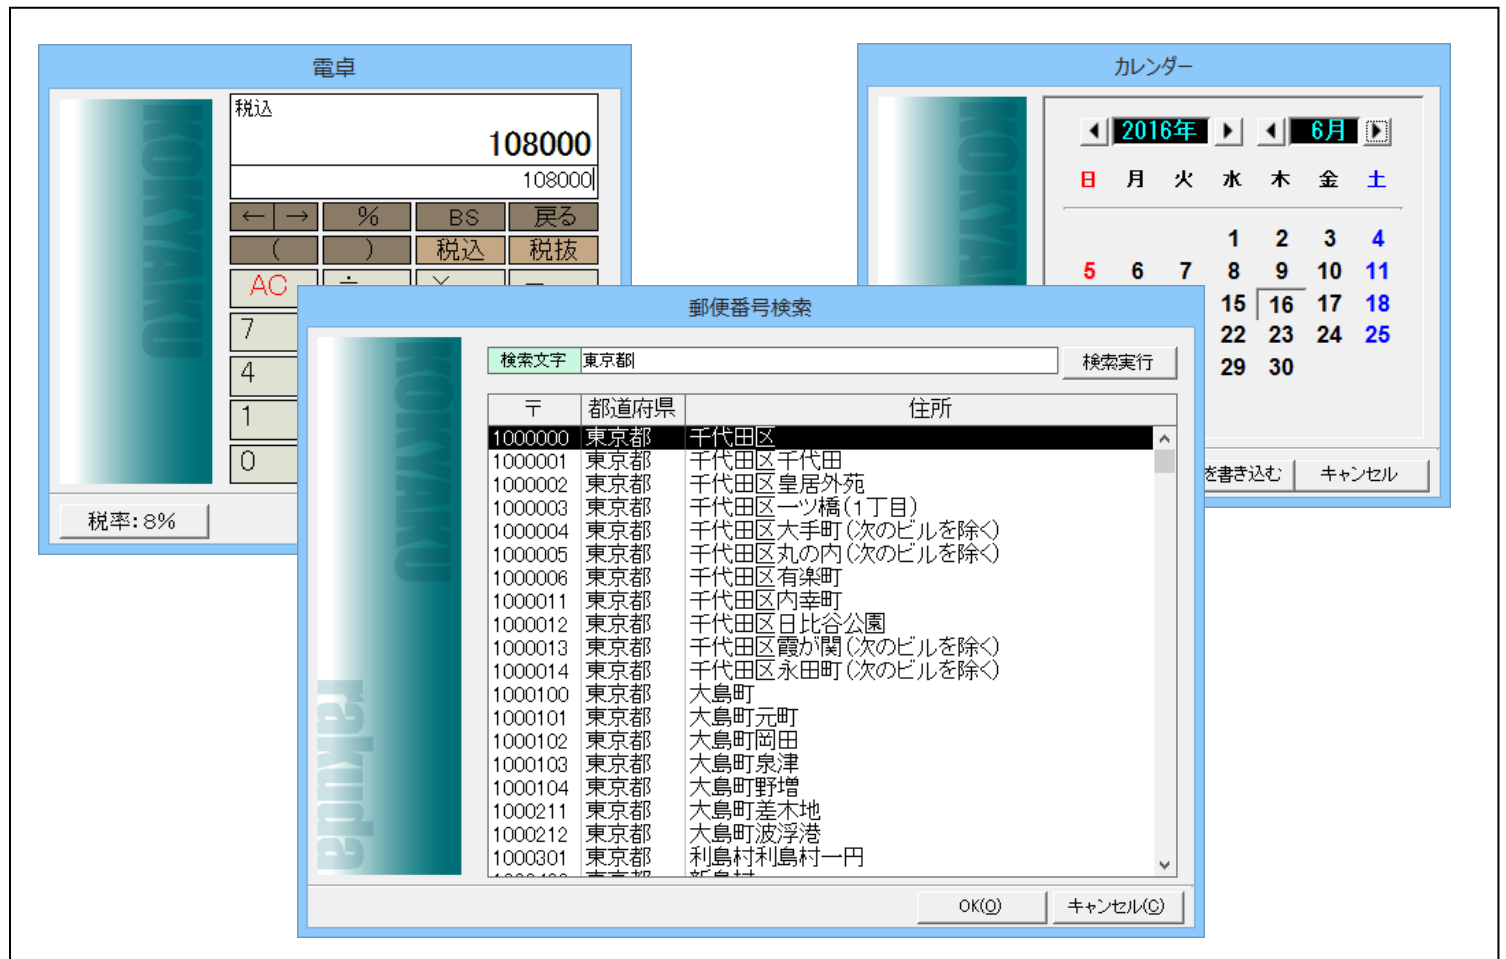 電卓
KOKYAKU
税込
108000
108000
← → % BS 戻る
( ) 税込 税抜
AC ÷ × −
7
4
1
0
税率:8%
カレンダー
KOKYAKU
2016年 6月
日 月 火 水 木 金 土
1 2 3 4
5 6 7 8 9 10 11
15 16 17 18
22 23 24 25
29 30
を書き込む キャンセル
郵便番号検索
KOKYAKU
rakuda
検索文字 東京都 検索実行
〒 都道府県 住所
1000000 東京都 千代田区
1000001 東京都 千代田区千代田
1000002 東京都 千代田区皇居外苑
1000003 東京都 千代田区一ツ橋(1丁目)
1000004 東京都 千代田区大手町(次のビルを除く)
1000005 東京都 千代田区丸の内(次のビルを除く)
1000006 東京都 千代田区有楽町
1000011 東京都 千代田区内幸町
1000012 東京都 千代田区日比谷公園
1000013 東京都 千代田区霞が関(次のビルを除く)
1000014 東京都 千代田区永田町(次のビルを除く)
1000100 東京都 大島町
1000101 東京都 大島町元町
1000102 東京都 大島町岡田
1000103 東京都 大島町泉津
1000104 東京都 大島町野増
1000211 東京都 大島町差木地
1000212 東京都 大島町波浮港
1000301 東京都 利島村利島村一円
OK(O) キャンセル(C)